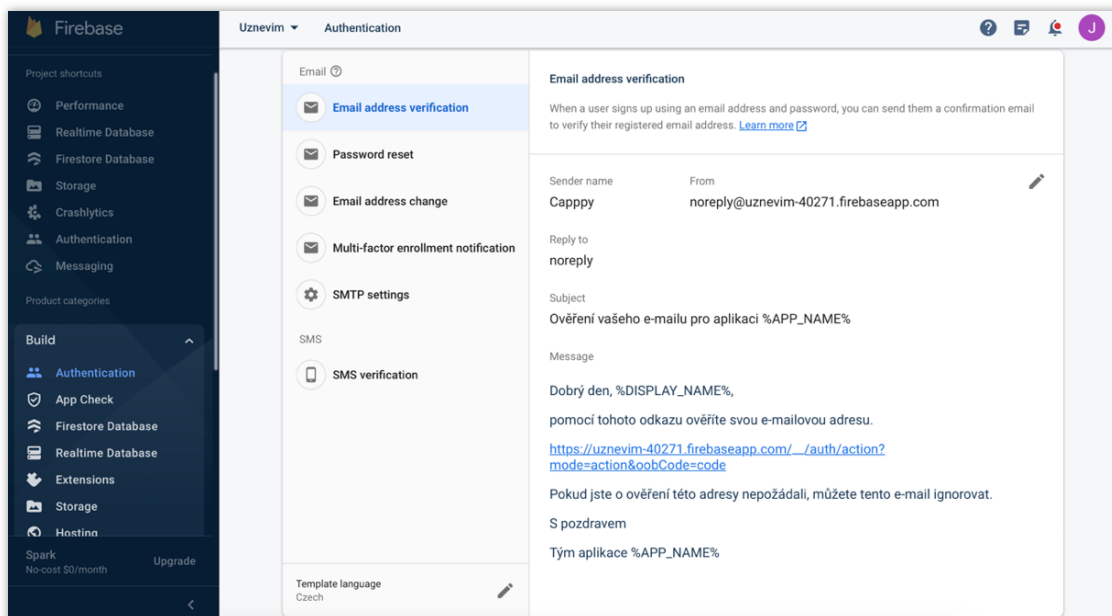 Firebase
Project shortcuts
Performance
Realtime Database
Firestore Database
Storage
Crashlytics
Authentication
Messaging
Product categories
Build
Authentication
App Check
Firestore Database
Realtime Database
Extensions
Storage
Hosting
Spark
No-cost $0/month
Upgrade
Uznevim
Authentication
J
Email
Email address verification
Password reset
Email address change
Multi-factor enrollment notification
SMTP settings
SMS
SMS verification
Template language
Czech
Email address verification
When a user signs up using an email address and password, you can send them a confirmation email
to verify their registered email address. Learn more
Sender name
Capppy
From
noreply@uznevim-40271.firebaseapp.com
Reply to
noreply
Subject
Ověření vašeho e-mailu pro aplikaci %APP_NAME%
Message
Dobrý den, %DISPLAY_NAME%,
pomocí tohoto odkazu ověříte svou e-mailovou adresu.
https://uznevim-40271.firebaseapp.com/__/auth/action?
mode=action&oobCode=code
Pokud jste o ověření této adresy nepožádali, můžete tento e-mail ignorovat.
S pozdravem
Tým aplikace %APP_NAME%